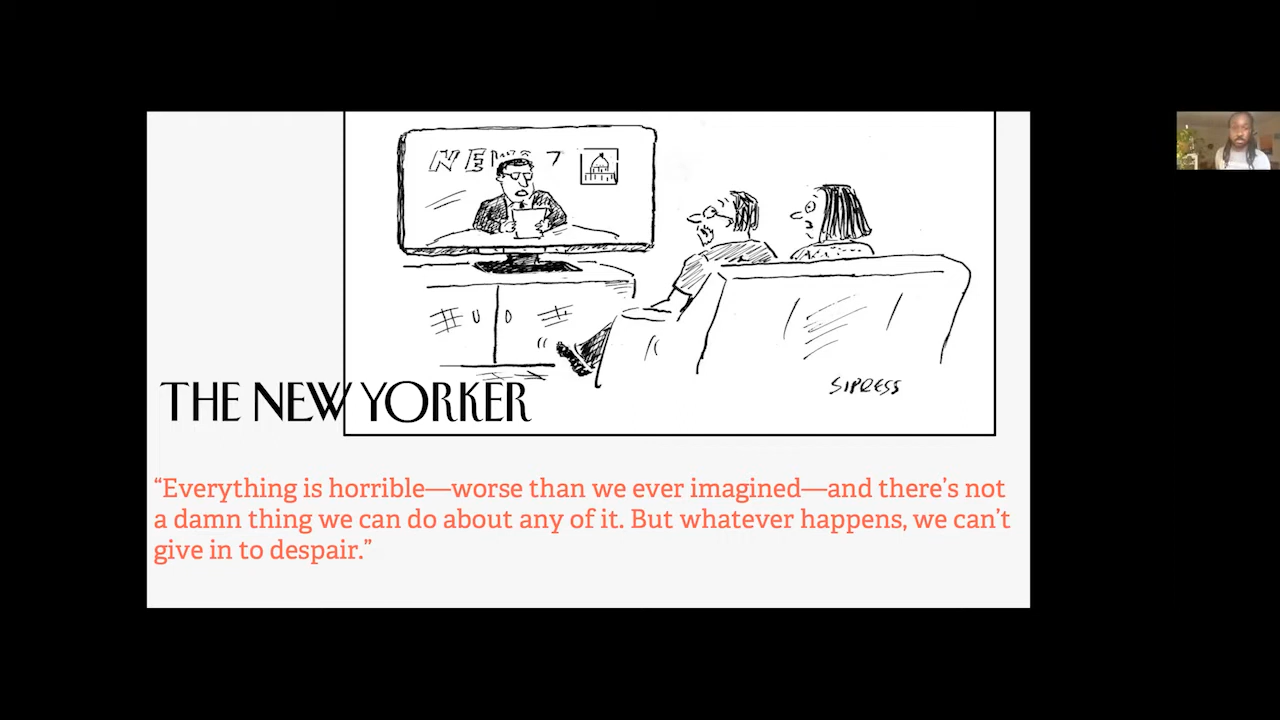 NEWS 7
SIPRESS
THE NEW YORKER
“Everything is horrible—worse than we ever imagined—and there’s not
a damn thing we can do about any of it. But whatever happens, we can’t
give in to despair.”